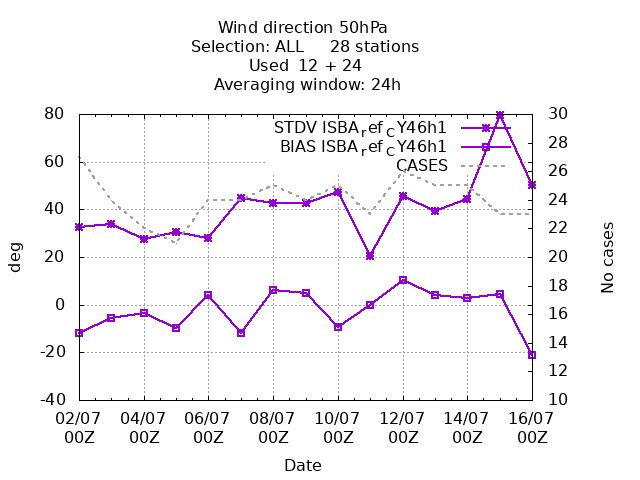 Wind direction 50hPa
Selection: ALL 28 stations
Used 12 + 24
Averaging window: 24h
STDV ISBA_ref_CY46h1
BIAS ISBA_ref_CY46h1
CASES
80
60
40
20
0
-20
-40
deg
30
28
26
24
22
20
18
16
14
12
10
No cases
02/07 04/07 06/07 08/07 10/07 12/07 14/07 16/07
00Z 00Z 00Z 00Z 00Z 00Z 00Z 00Z
Date